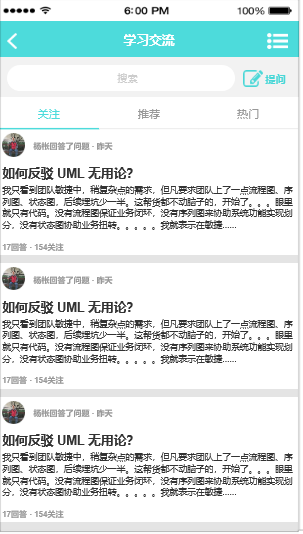 6:00 PM 100%
学习交流
搜索 提问
关注 推荐 热门
杨枨回答了问题 · 昨天
如何反驳 UML 无用论?
我只看到团队敏捷中，稍复杂点的需求，但凡要求团队上了一点流程图、序
列图、状态图，后续埋坑少一半。这帮货都不动脑子的，开始了。。。眼里
就只有代码。没有流程图保证业务闭环，没有序列图来协助系统功能实现划
分，没有状态图协助业务扭转。。。。。我就表示在敏捷......
17回答 · 154关注
杨枨回答了问题 · 昨天
如何反驳 UML 无用论?
我只看到团队敏捷中，稍复杂点的需求，但凡要求团队上了一点流程图、序
列图、状态图，后续埋坑少一半。这帮货都不动脑子的，开始了。。。眼里
就只有代码。没有流程图保证业务闭环，没有序列图来协助系统功能实现划
分，没有状态图协助业务扭转。。。。。我就表示在敏捷......
17回答 · 154关注
杨枨回答了问题 · 昨天
如何反驳 UML 无用论?
我只看到团队敏捷中，稍复杂点的需求，但凡要求团队上了一点流程图、序
列图、状态图，后续埋坑少一半。这帮货都不动脑子的，开始了。。。眼里
就只有代码。没有流程图保证业务闭环，没有序列图来协助系统功能实现划
分，没有状态图协助业务扭转。。。。。我就表示在敏捷......
17回答 · 154关注